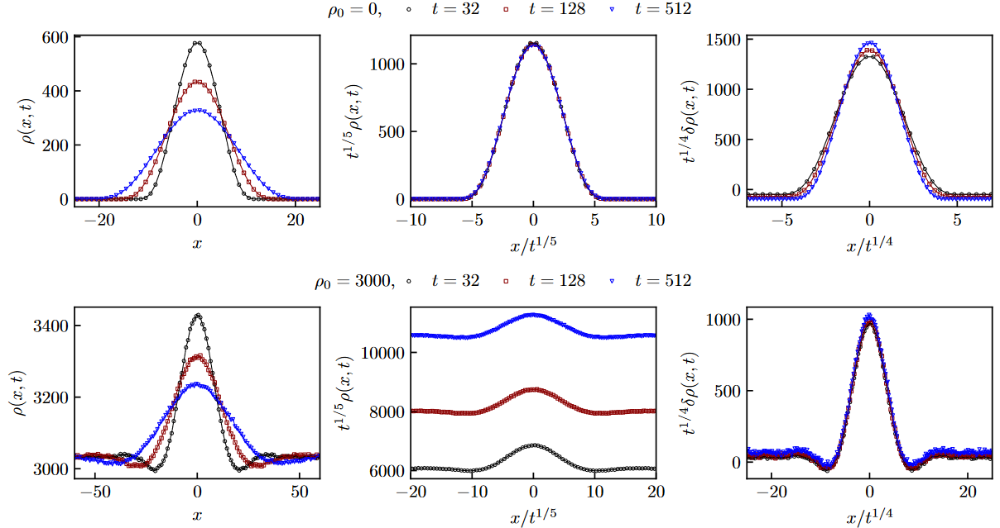 ρ₀ = 0, t = 32 t = 128 t = 512
600
400
200
0
ρ(x, t)
−20 0 20
x
1000
500
0
t^{1/5}ρ(x, t)
−10 −5 0 5 10
x/t^{1/5}
1500
1000
500
0
t^{1/4}δρ(x, t)
−5 0 5
x/t^{1/4}
ρ₀ = 3000, t = 32 t = 128 t = 512
3400
3200
3000
ρ(x, t)
−50 0 50
x
10000
8000
6000
t^{1/5}ρ(x, t)
−20 −10 0 10 20
x/t^{1/5}
1000
500
0
t^{1/4}δρ(x, t)
−20 0 20
x/t^{1/4}